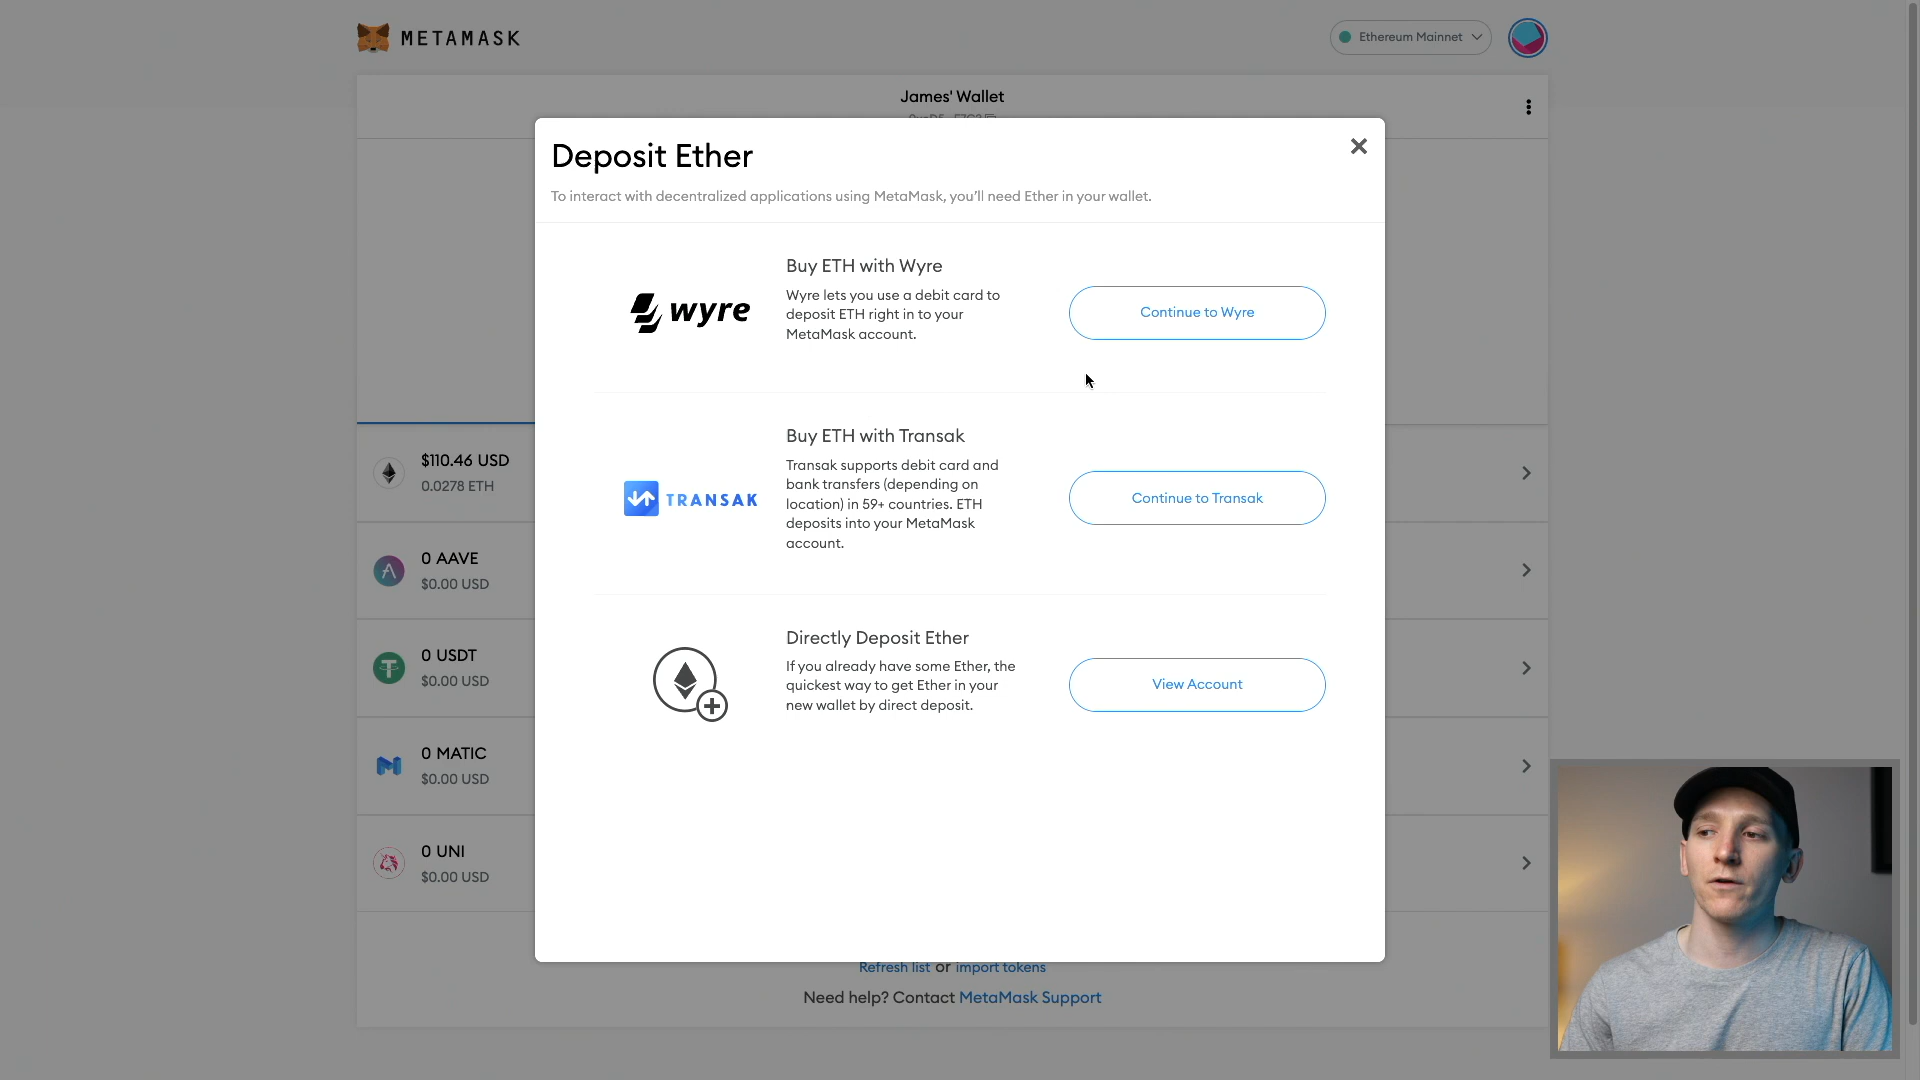 METAMASK
Ethereum Mainnet
James' Wallet
Deposit Ether
To interact with decentralized applications using MetaMask, you'll need Ether in your wallet.
wyre
Buy ETH with Wyre
Wyre lets you use a debit card to
deposit ETH right in to your
MetaMask account.
Continue to Wyre
TRANSAK
Buy ETH with Transak
Transak supports debit card and
bank transfers (depending on
location) in 59+ countries. ETH
deposits into your MetaMask
account.
Continue to Transak
Directly Deposit Ether
If you already have some Ether, the
quickest way to get Ether in your
new wallet by direct deposit.
View Account
$110.46 USD
0.0278 ETH
0 AAVE
$0.00 USD
0 USDT
$0.00 USD
0 MATIC
$0.00 USD
0 UNI
$0.00 USD
Refresh list or import tokens
Need help? Contact MetaMask Support